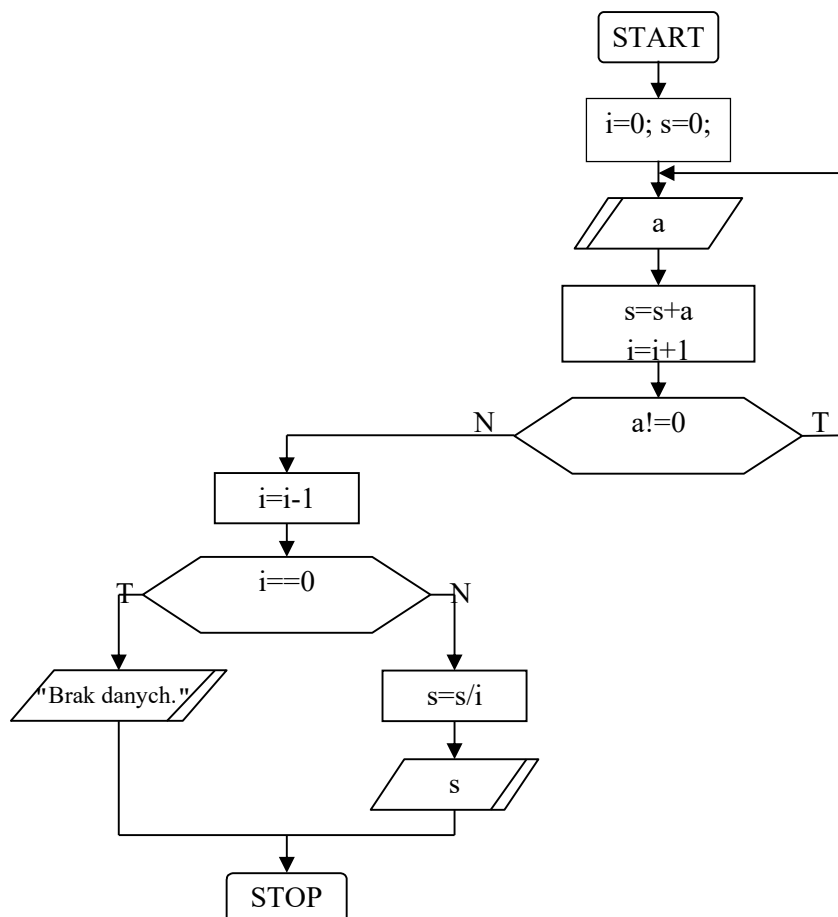 START
i=0; s=0;
a
s=s+a
i=i+1
a!=0
N
T
i=i-1
i==0
T
N
"Brak danych."
s=s/i
s
STOP